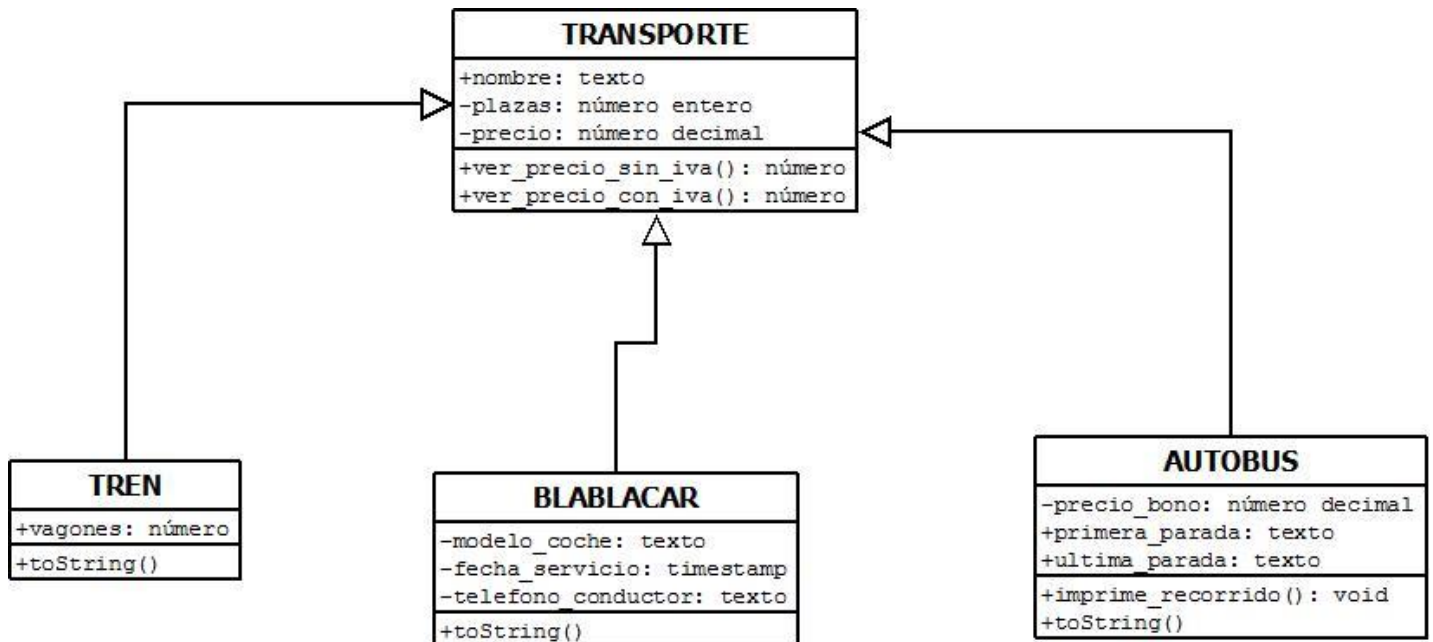 TRANSPORTE
+nombre: texto
-plazas: número entero
-precio: número decimal
+ver_precio_sin_iva(): número
+ver_precio_con_iva(): número
TREN
+vagones: número
+toString()
BLABLACAR
-modelo_coche: texto
-fecha_servicio: timestamp
-telefono_conductor: texto
+toString()
AUTOBUS
-precio_bono: número decimal
+primera_parada: texto
+ultima_parada: texto
+imprime_recorrido(): void
+toString()